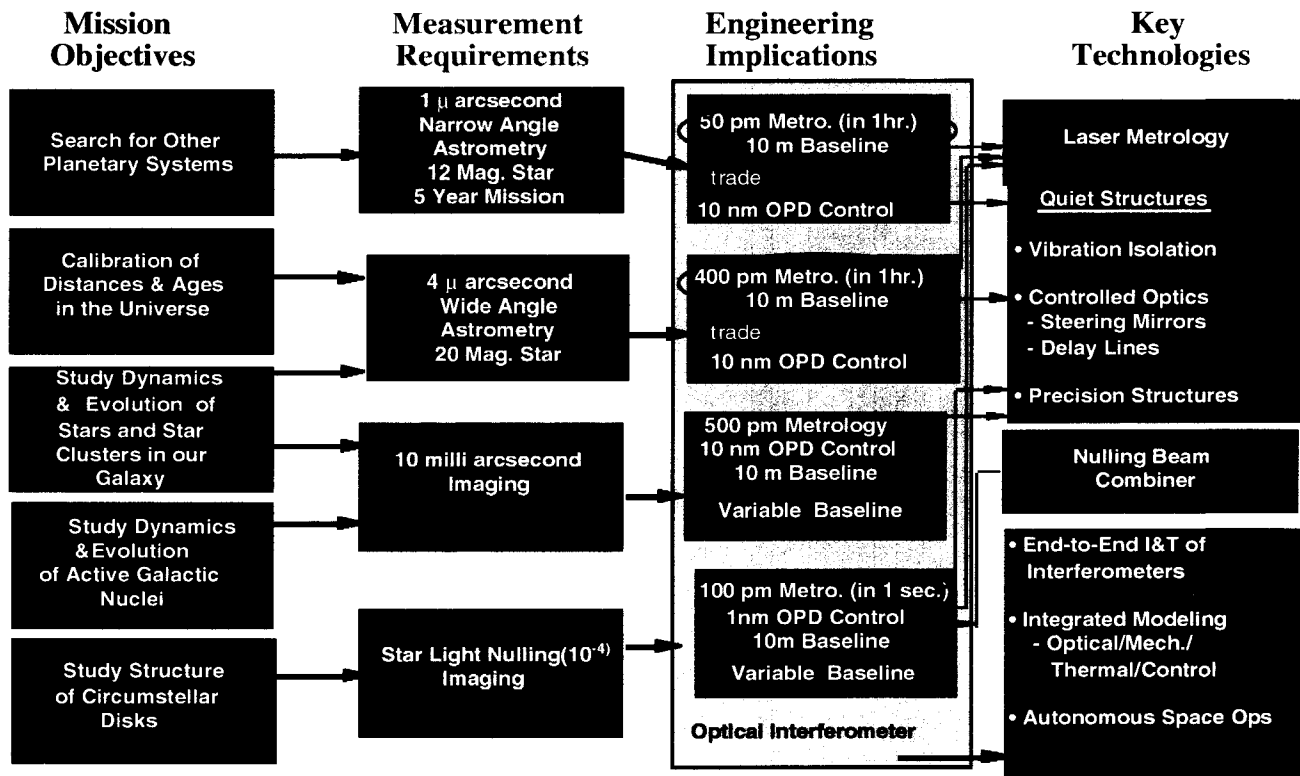 Mission
Objectives
Measurement
Requirements
Engineering
Implications
Key
Technologies
Search for Other
Planetary Systems
Calibration of
Distances & Ages
in the Universe
Study Dynamics
& Evolution of
Stars and Star
Clusters in our
Galaxy
Study Dynamics
&Evolution
of Active Galactic
Nuclei
Study Structure
of Circumstellar
Disks
1 μ arcsecond
Narrow Angle
Astrometry
12 Mag. Star
5 Year Mission
4 μ arcsecond
Wide Angle
Astrometry
20 Mag. Star
10 milli arcsecond
Imaging
Star Light Nulling(10⁻⁴)
Imaging
50 pm Metro. (in 1hr.)
10 m Baseline
trade
10 nm OPD Control
400 pm Metro. (in 1hr.)
10 m Baseline
trade
10 nm OPD Control
500 pm Metrology
10 nm OPD Control
10 m Baseline
Variable Baseline
100 pm Metro. (in 1 sec.)
1nm OPD Control
10m Baseline
Variable Baseline
Optical Interferometer
Laser Metrology
Quiet Structures
• Vibration Isolation
• Controlled Optics
- Steering Mirrors
- Delay Lines
• Precision Structures
Nulling Beam
Combiner
• End-to-End I&T of
Interferometers
• Integrated Modeling
- Optical/Mech./
Thermal/Control
• Autonomous Space Ops